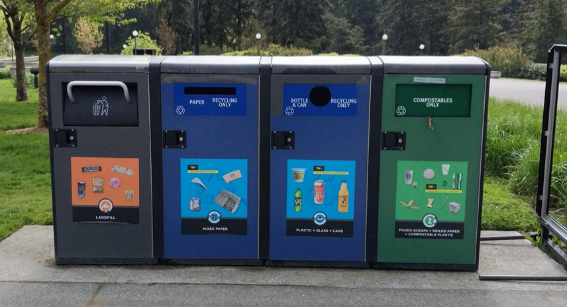 PAPER RECYCLING
ONLY
BOTTLE RECYCLING
& CAN ONLY
COMPOSTABLES
ONLY
LANDFILL
MIXED PAPER
PLASTIC + GLASS + CANS
FOODS SCRAPS + SOILED PAPER
+ COMPOSTABLE PLASTIC